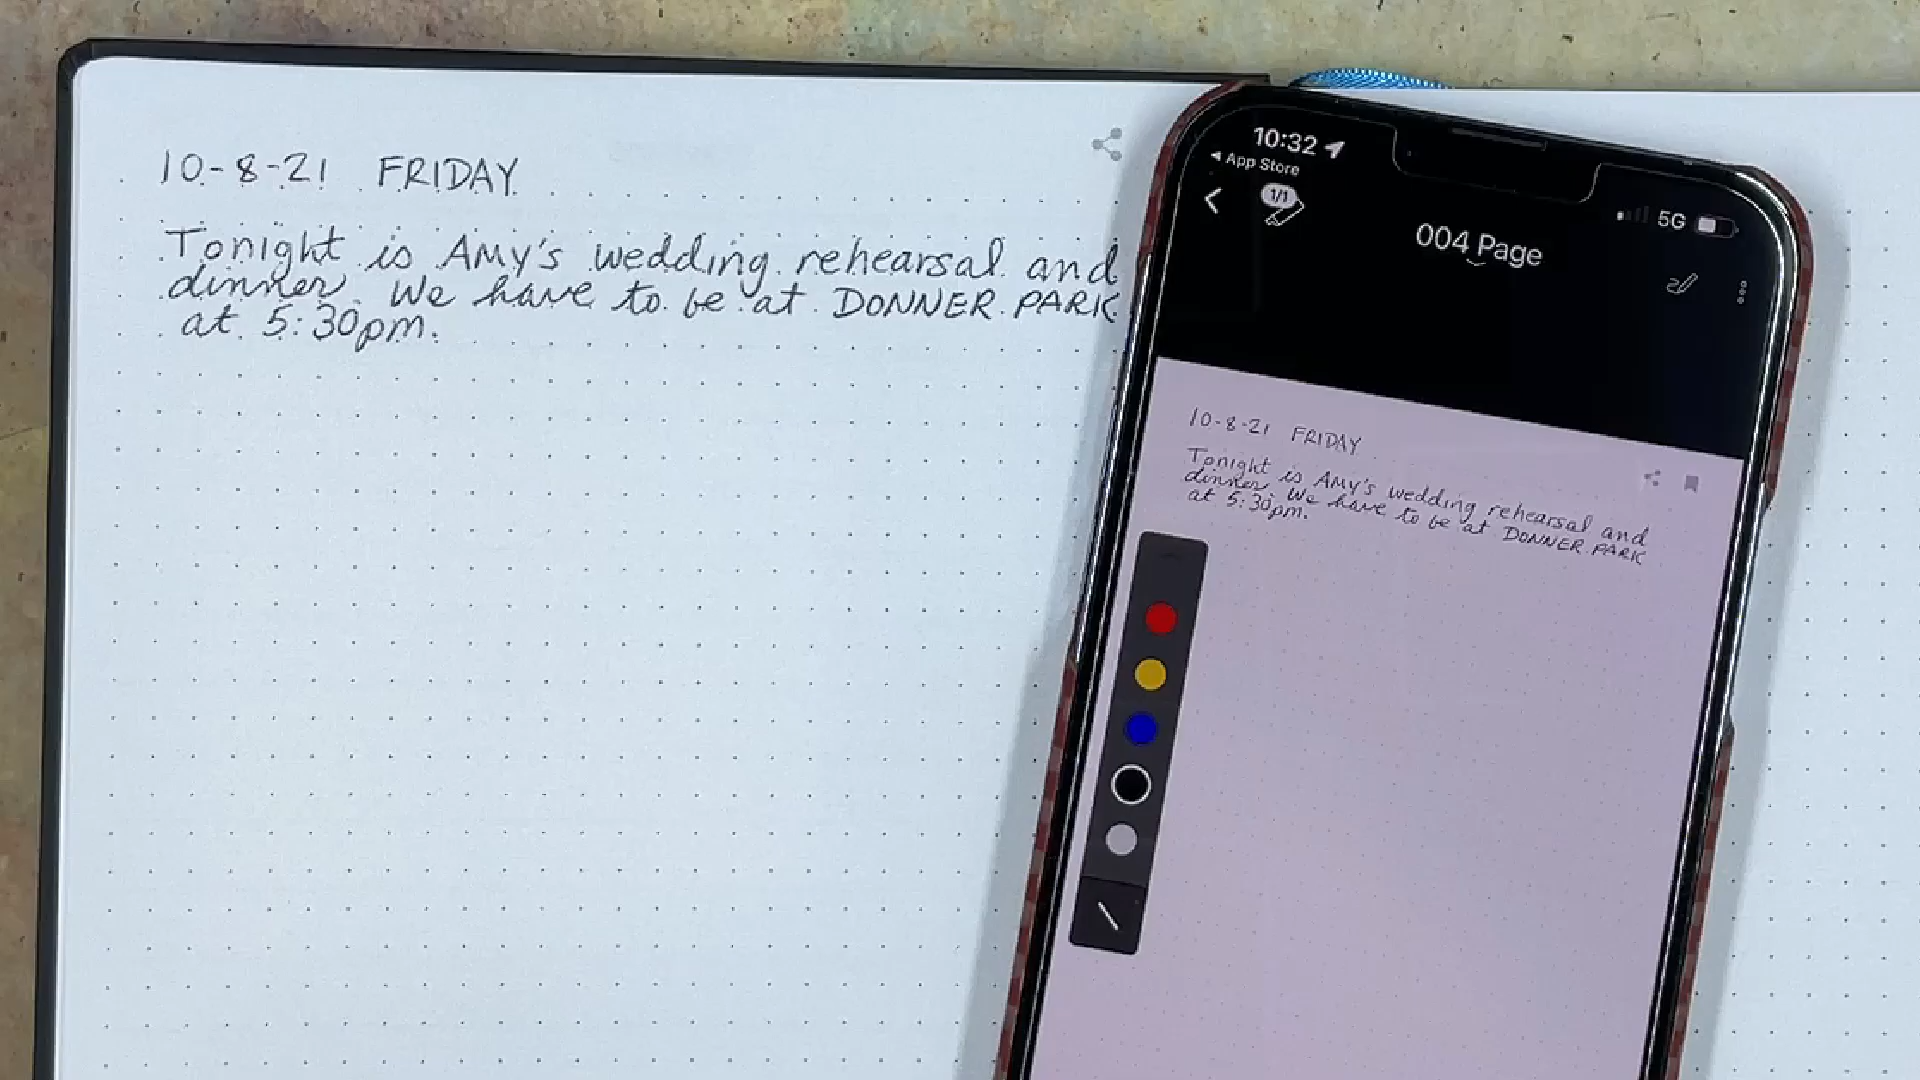 10-8-21 FRIDAY
Tonight is AMY's wedding rehearsal and
dinner. We have to be at DONNER PARK
at 5:30pm.
10:32
App Store
5G
1/1
004 Page
10-8-21 FRIDAY
Tonight is AMY's wedding rehearsal and
dinner. We have to be at DONNER PARK
at 5:30pm.